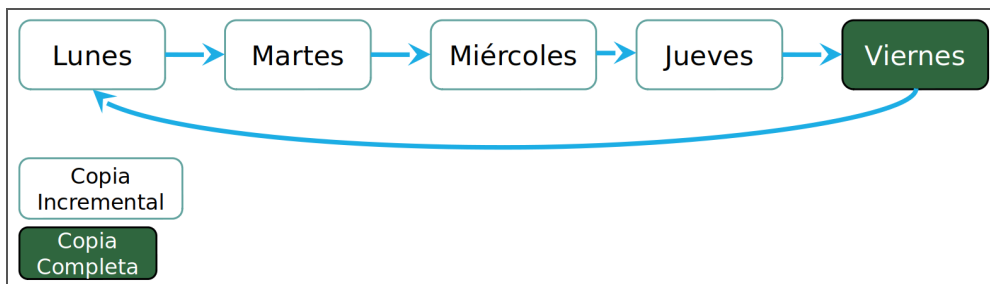 Lunes
Martes
Miércoles
Jueves
Viernes
Copia
Incremental
Copia
Completa